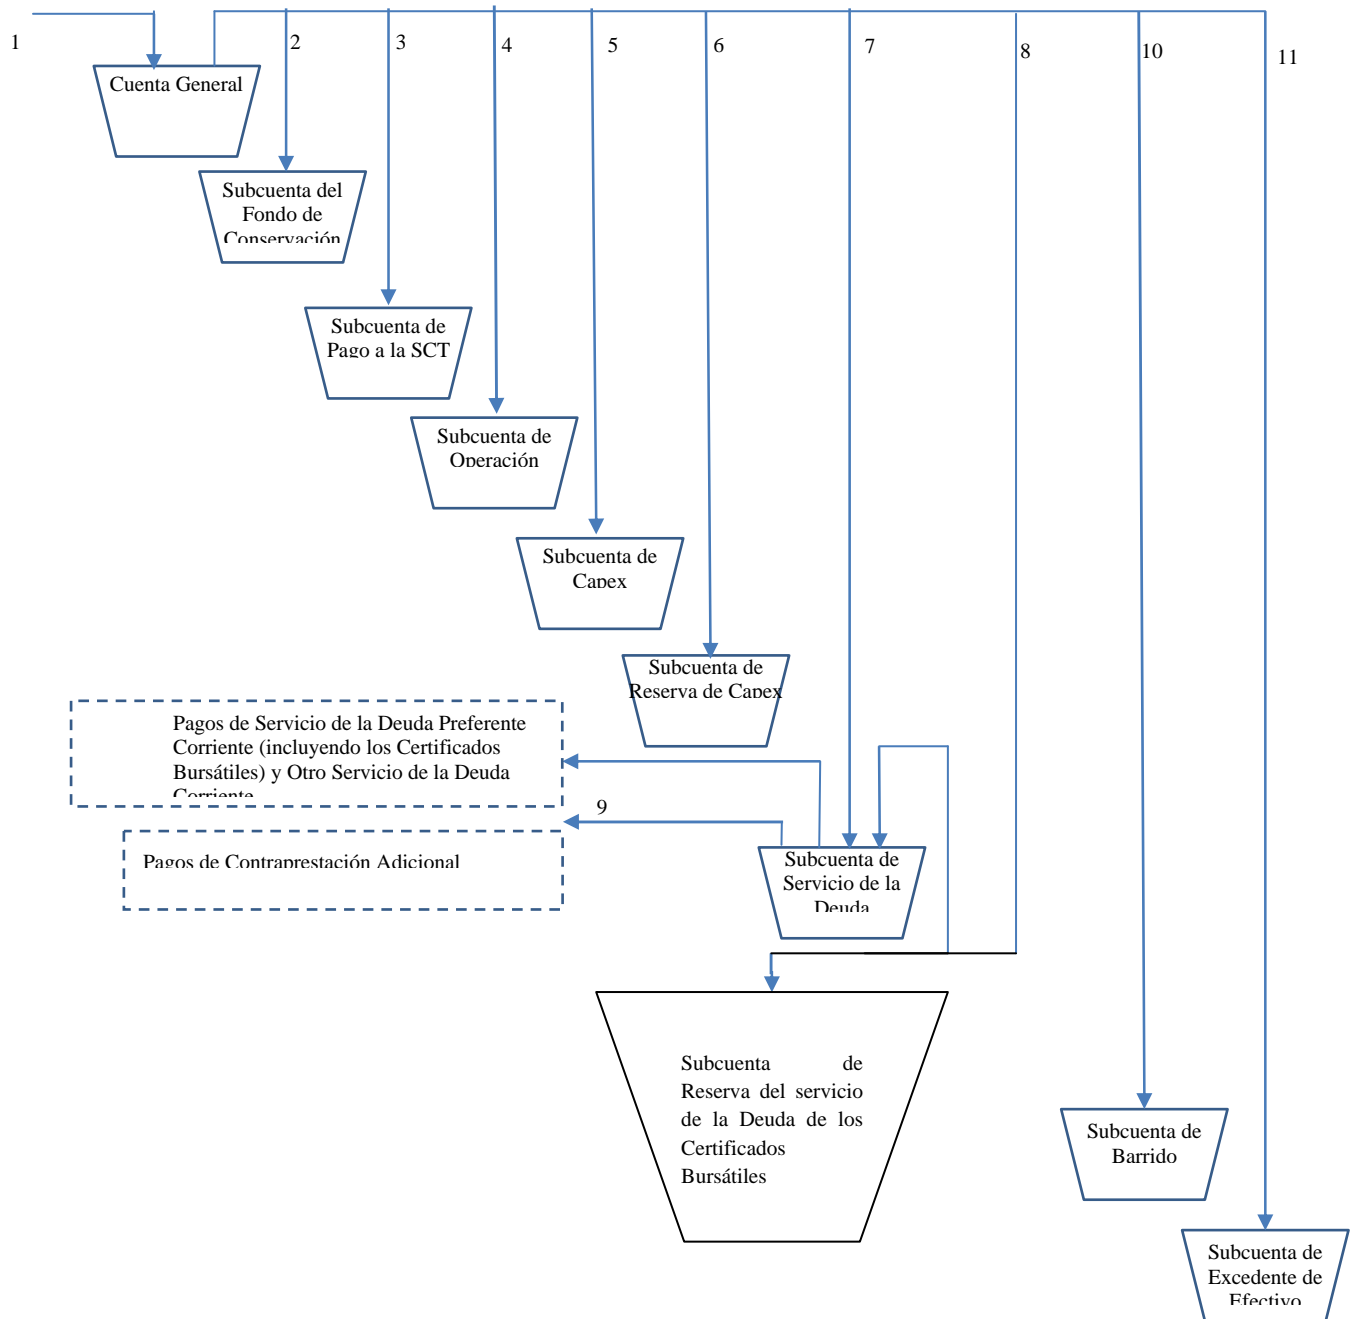 1
2
3
4
5
6
7
8
10
11
Cuenta General
Subcuenta del
Fondo de
Conservación
Subcuenta de
Pago a la SCT
Subcuenta de
Operación
Subcuenta de
Capex
Subcuenta de
Reserva de Capex
Pagos de Servicio de la Deuda Preferente
Corriente (incluyendo los Certificados
Bursátiles) y Otro Servicio de la Deuda
Corriente
9
Pagos de Contraprestación Adicional
Subcuenta de
Servicio de la
Deuda
Subcuenta de
Reserva del servicio
de la Deuda de los
Certificados
Bursátiles
Subcuenta de
Barrido
Subcuenta de
Excedente de
Efectivo